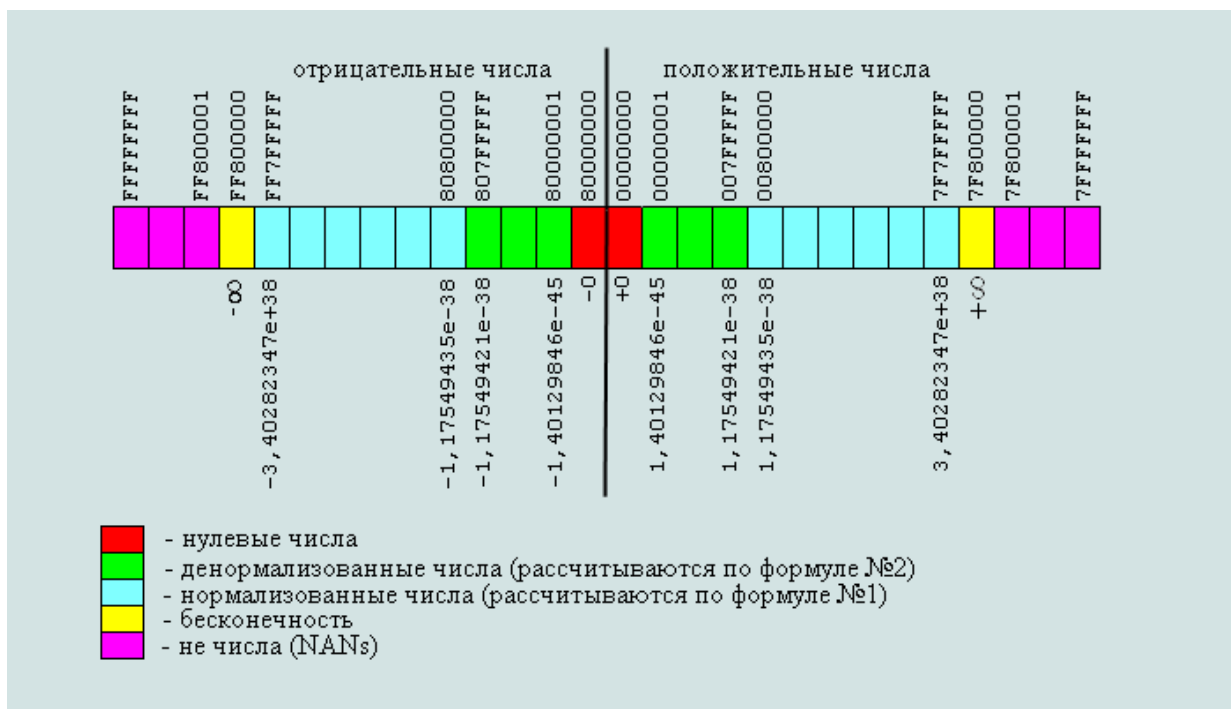 отрицательные числа
положительные числа
FFFFFFFF
FF800001
FF800000
FF7FFFFF
80800000
807FFFFF
80000001
80000000
00000000
00000001
007FFFFF
00800000
7F7FFFFF
7F800000
7F800001
7FFFFFFF
-∞
-3,40282347e+38
-1,17549435e-38
-1,17549421e-38
-1,40129846e-45
-0
+0
1,40129846e-45
1,17549421e-38
1,17549435e-38
3,40282347e+38
+∞
- нулевые числа
- денормализованные числа (рассчитываются по формуле №2)
- нормализованные числа (рассчитываются по формуле №1)
- бесконечность
- не числа (NANs)